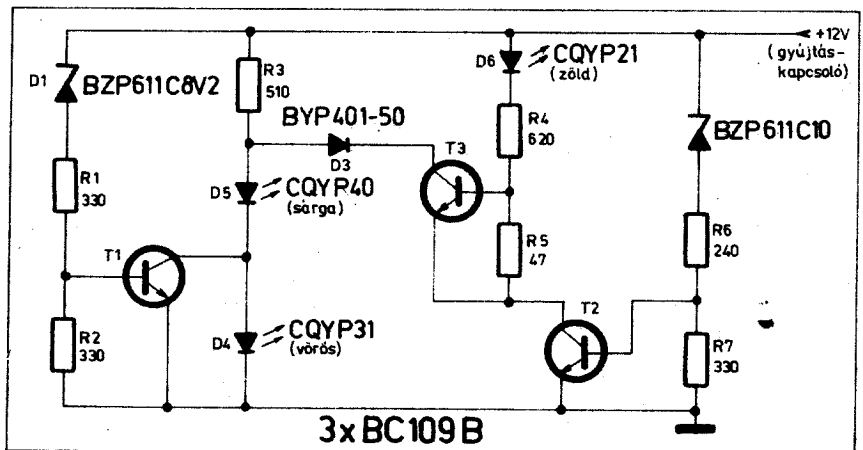 +12V
(gyújtás-
kapcsoló)
D1
BZP611C8V2
R3
510
D6
CQYP21
(zöld)
BYP401-50
D3
R4
620
BZP611C10
T3
R1
330
D5
CQYP40
(sárga)
R5
47
R6
240
T1
T2
R2
330
D4
CQYP31
(vörös)
R7
330
3xBC109B